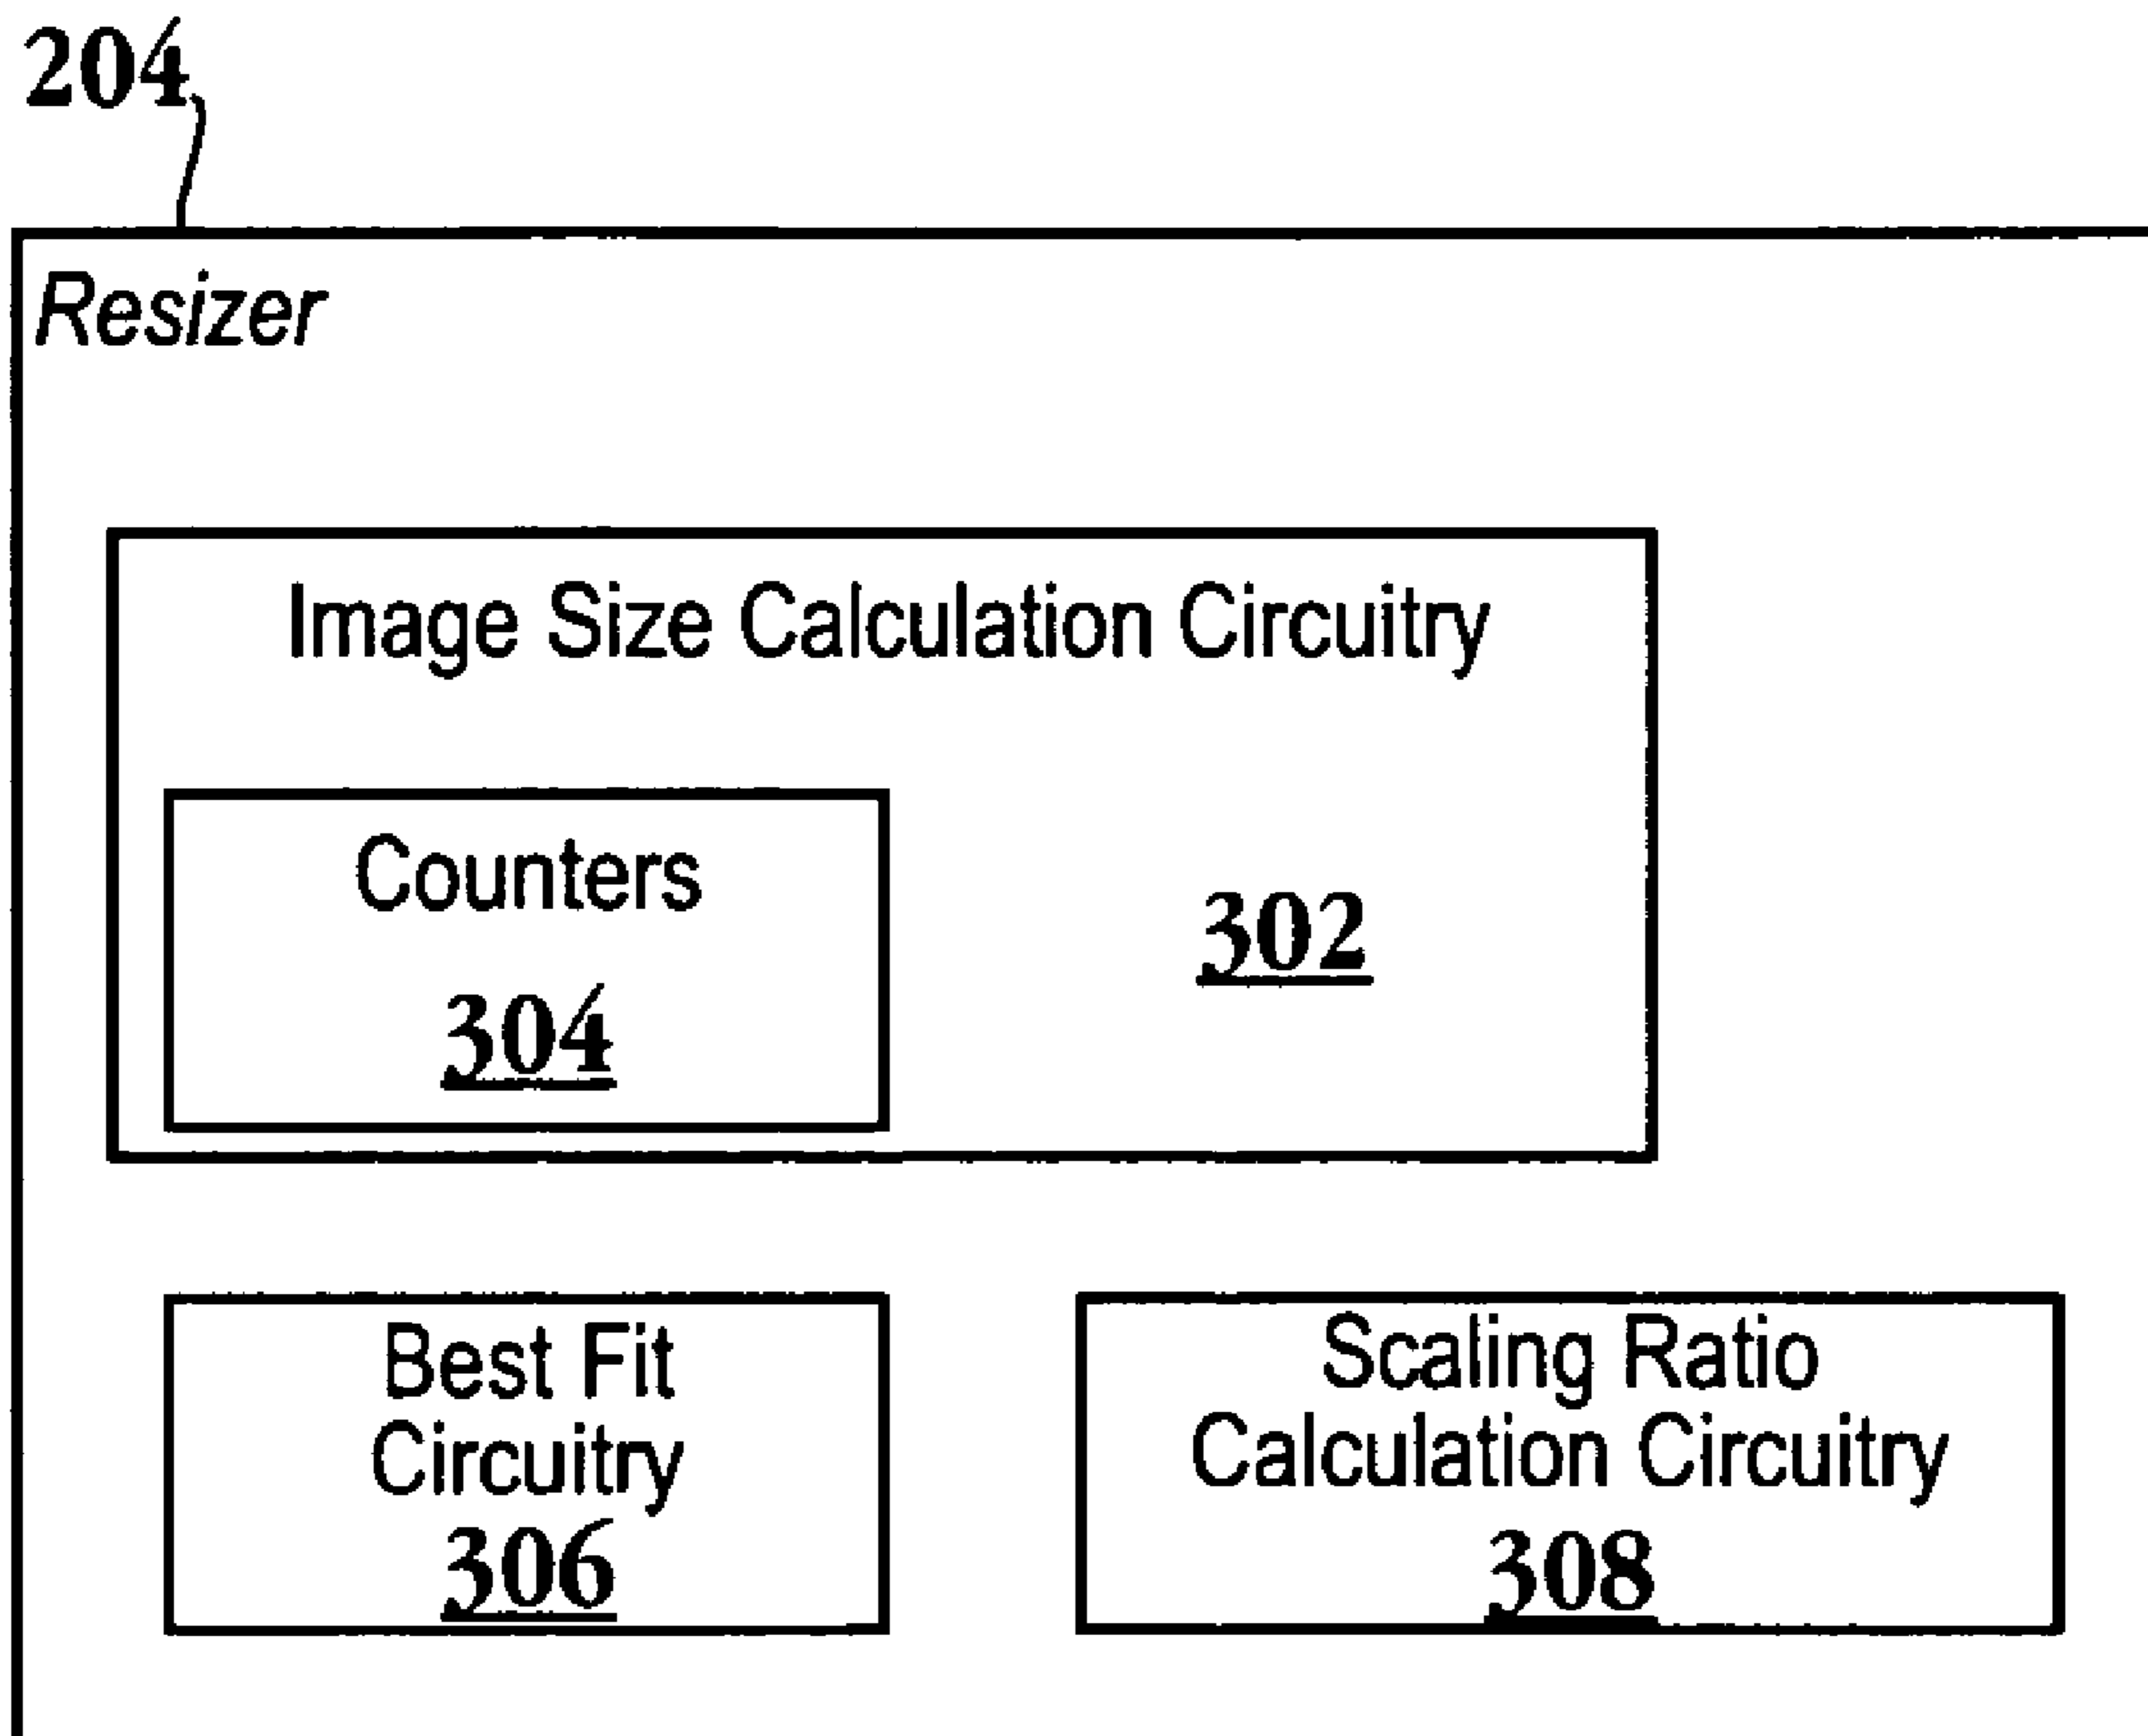 204
Resizer
Image Size Calculation Circuitry
Counters
302
304
Best Fit
Circuitry
306
Scaling Ratio
Calculation Circuitry
308